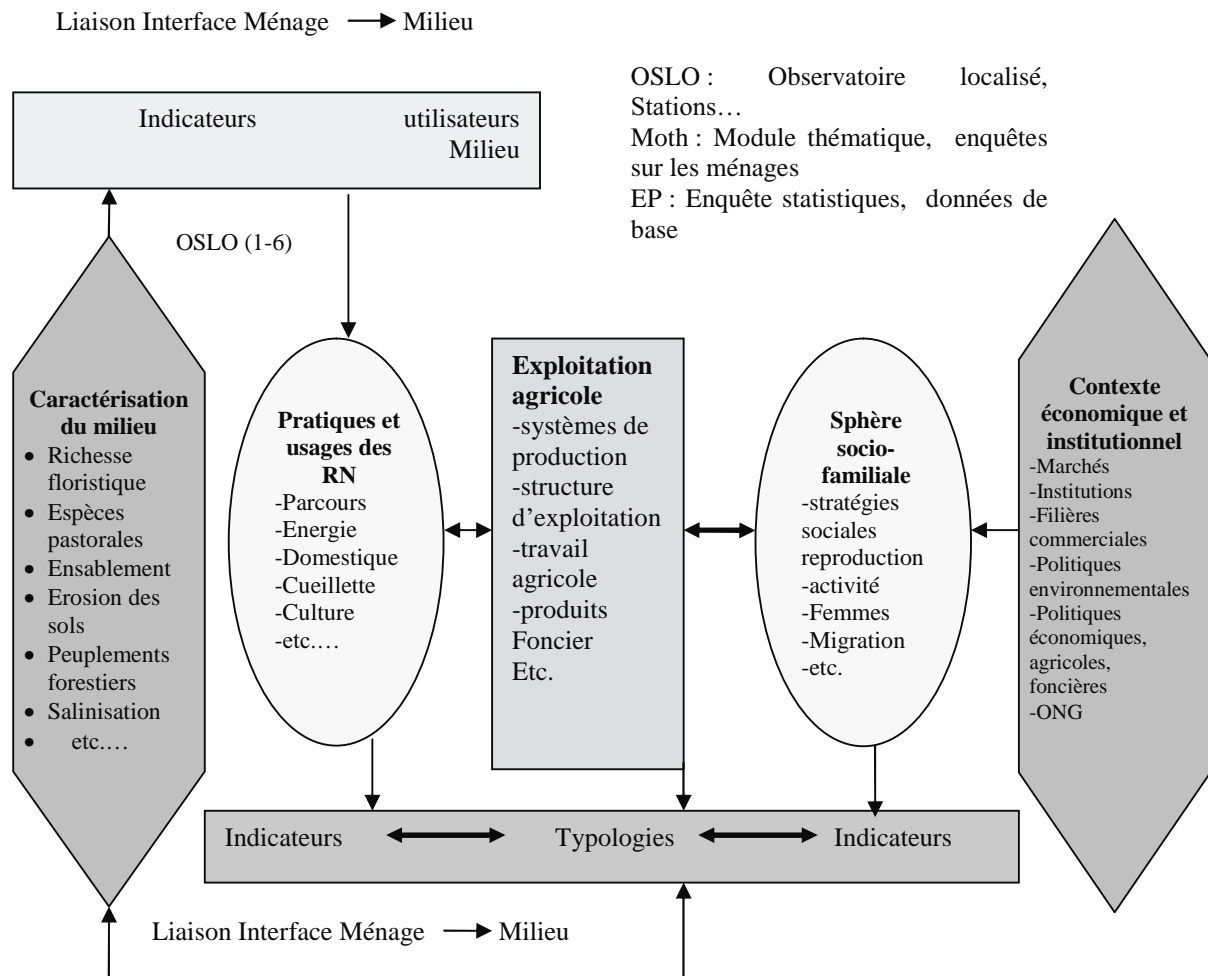 Liaison Interface Ménage → Milieu
OSLO : Observatoire localisé,
Stations…
Moth : Module thématique, enquêtes
sur les ménages
EP : Enquête statistiques, données de
base
Indicateurs utilisateurs
Milieu
OSLO (1-6)
Caractérisation
du milieu
• Richesse
floristique
• Espèces
pastorales
• Ensablement
• Erosion des
sols
• Peuplements
forestiers
• Salinisation
• etc.…
Pratiques et
usages des
RN
-Parcours
-Energie
-Domestique
-Cueillette
-Culture
-etc.…
Exploitation
agricole
-systèmes de
production
-structure
d’exploitation
-travail
agricole
-produits
Foncier
Etc.
Sphère
socio-
familiale
-stratégies
sociales
reproduction
-activité
-Femmes
-Migration
-etc.
Contexte
économique et
institutionnel
-Marchés
-Institutions
-Filières
commerciales
-Politiques
environnementales
-Politiques
économiques,
agricoles,
foncières
-ONG
Indicateurs Typologies Indicateurs
Liaison Interface Ménage → Milieu